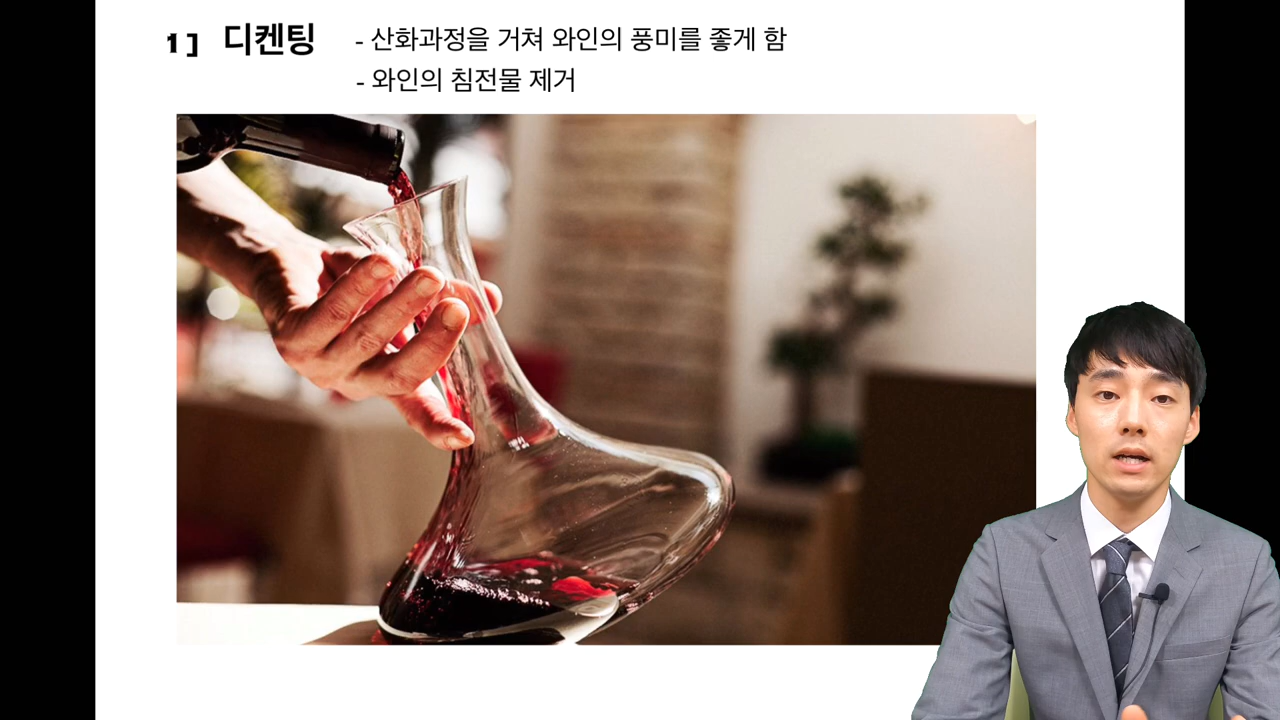 1] 디켄팅 - 산화과정을 거쳐 와인의 풍미를 좋게 함
- 와인의 침전물 제거